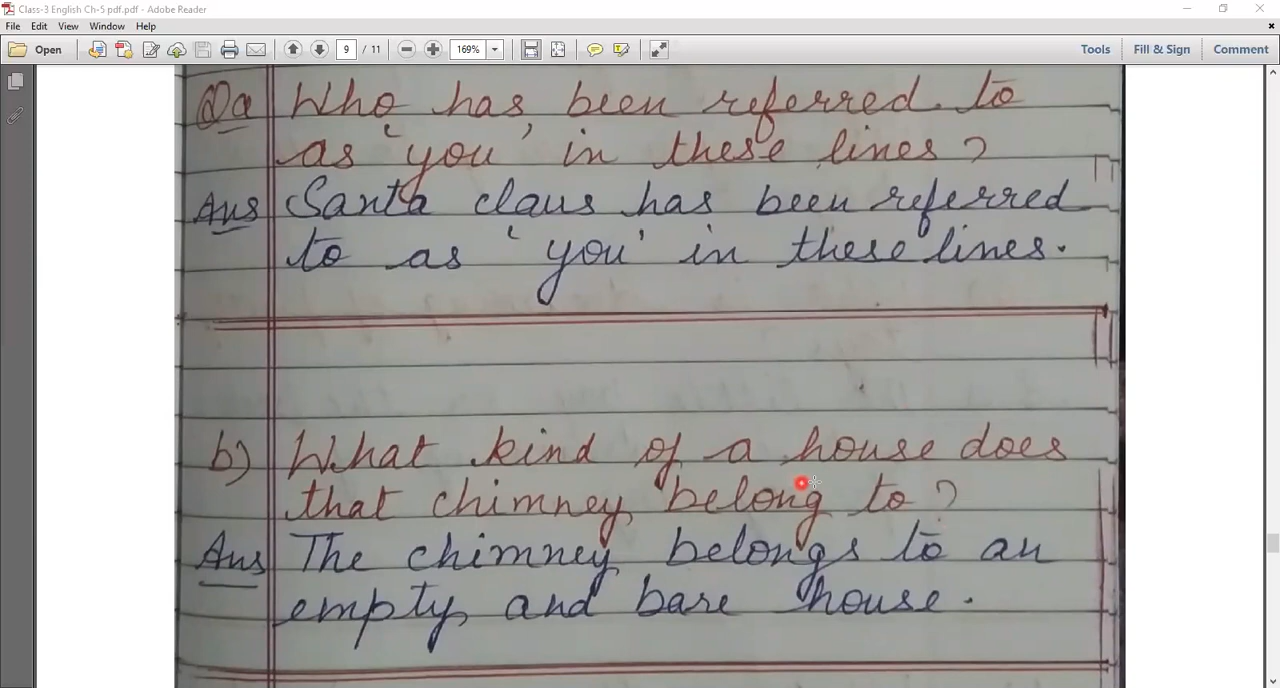 Class-3 English Ch-5 pdf.pdf - Adobe Reader
File Edit View Window Help
Open 9 / 11 169% Tools Fill & Sign Comment
Qa Who has been referred to
as 'you' in these lines?
Ans Santa claus has been referred
to as 'you' in these lines.
b) What kind of a house does
that chimney belong to?
Ans The chimney belongs to an
empty and bare house.